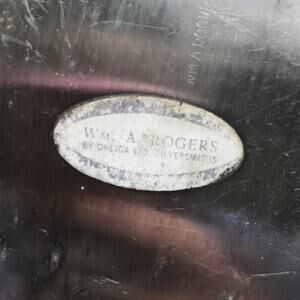 Wm. A. ROGERS
BY ONEIDA LTD. SILVERSMITHS